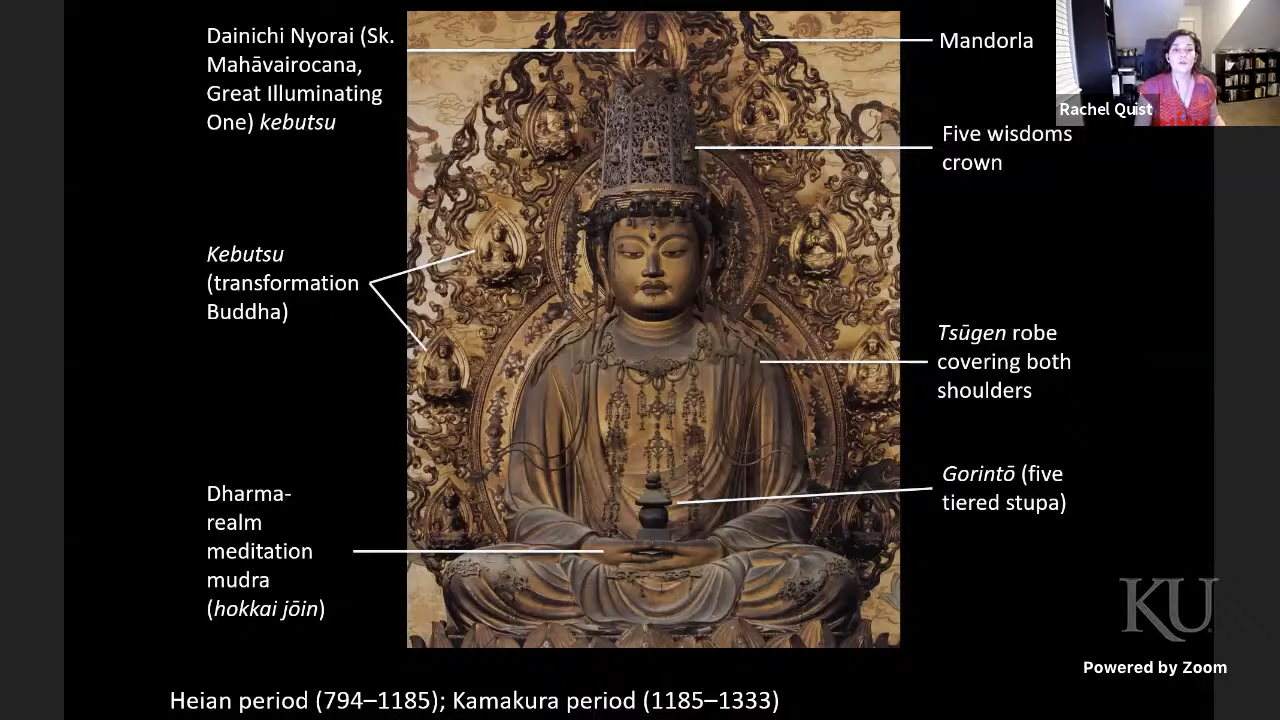 Dainichi Nyorai (Sk.
Mahāvairocana,
Great Illuminating
One) kebutsu
Mandorla
Rachel Quist
Five wisdoms
crown
Kebutsu
(transformation
Buddha)
Tsūgen robe
covering both
shoulders
Gorintō (five
tiered stupa)
Dharma-
realm
meditation
mudra
(hokkai jōin)
KU
Powered by Zoom
Heian period (794–1185); Kamakura period (1185–1333)